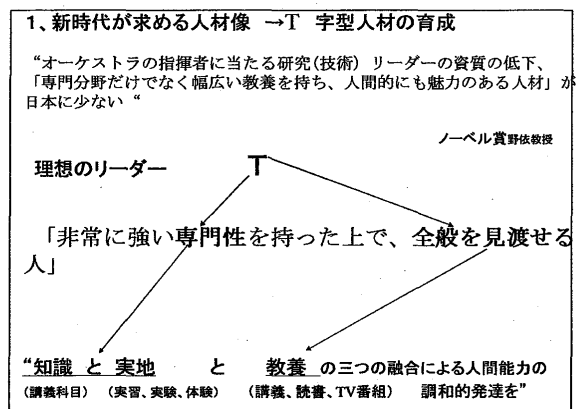 1、新時代が求める人材像 →T 字型人材の育成
“オーケストラの指揮者に当たる研究(技術) リーダーの資質の低下、
「専門分野だけでなく幅広い教養を持ち、人間的にも魅力のある人材」が
日本に少ない “
ノーベル賞野依教授
理想のリーダー T
「非常に強い専門性を持った上で、全般を見渡せる
人」
“知識 と 実地 と 教養 の三つの融合による人間能力の
(講義科目) (実習、実験、体験) (講義、読書、TV番組) 調和的発達を”